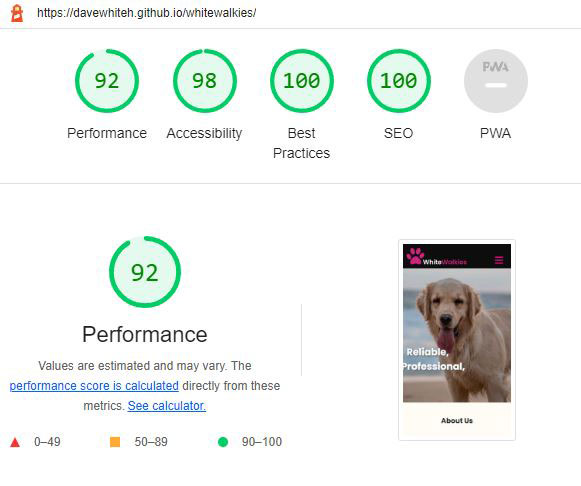 https://davewhiteh.github.io/whitewalkies/
92
98
100
100
PWA
Performance
Accessibility
Best
Practices
SEO
PWA
92
Performance
Values are estimated and may vary. The
performance score is calculated directly from these
metrics. See calculator.
0–49
50–89
90–100
WhiteWalkies
Reliable,
Professional,
About Us